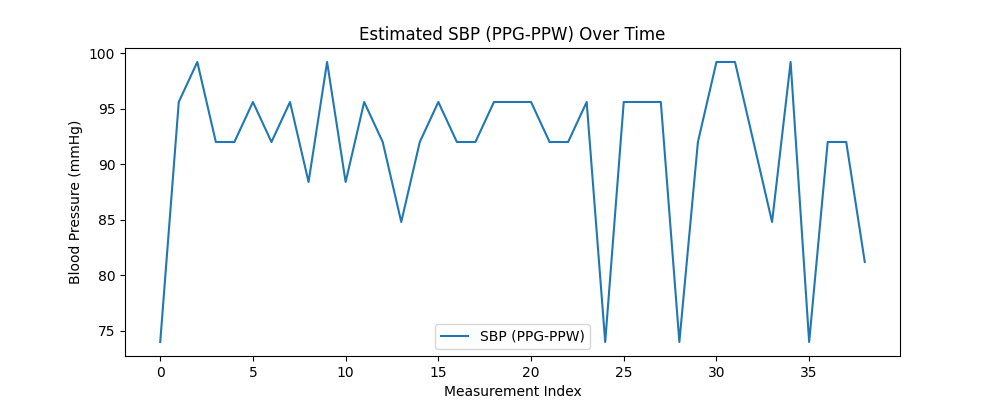 Estimated SBP (PPG-PPW) Over Time
Blood Pressure (mmHg)
100
95
90
85
80
75
SBP (PPG-PPW)
0 5 10 15 20 25 30 35
Measurement Index